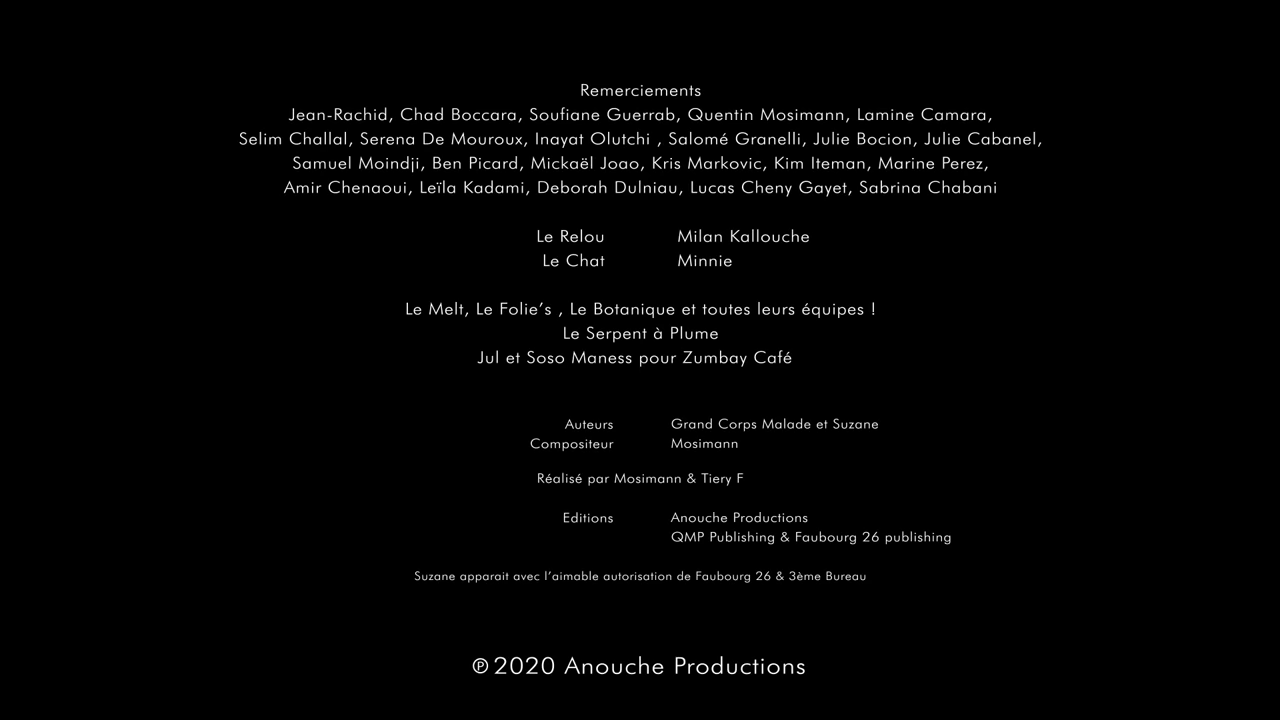 Remerciements
Jean-Rachid, Chad Boccara, Soufiane Guerrab, Quentin Mosimann, Lamine Camara,
Selim Challal, Serena De Mouroux, Inayat Olutchi , Salomé Granelli, Julie Bocion, Julie Cabanel,
Samuel Moindji, Ben Picard, Mickaël Joao, Kris Markovic, Kim Iteman, Marine Perez,
Amir Chenaoui, Leïla Kadami, Deborah Dulniau, Lucas Cheny Gayet, Sabrina Chabani
Le Relou Milan Kallouche
Le Chat Minnie
Le Melt, Le Folie’s , Le Botanique et toutes leurs équipes !
Le Serpent à Plume
Jul et Soso Maness pour Zumbay Café
Auteurs Grand Corps Malade et Suzane
Compositeur Mosimann
Réalisé par Mosimann & Tiery F
Editions Anouche Productions
QMP Publishing & Faubourg 26 publishing
Suzane apparait avec l’aimable autorisation de Faubourg 26 & 3ème Bureau
℗ 2020 Anouche Productions